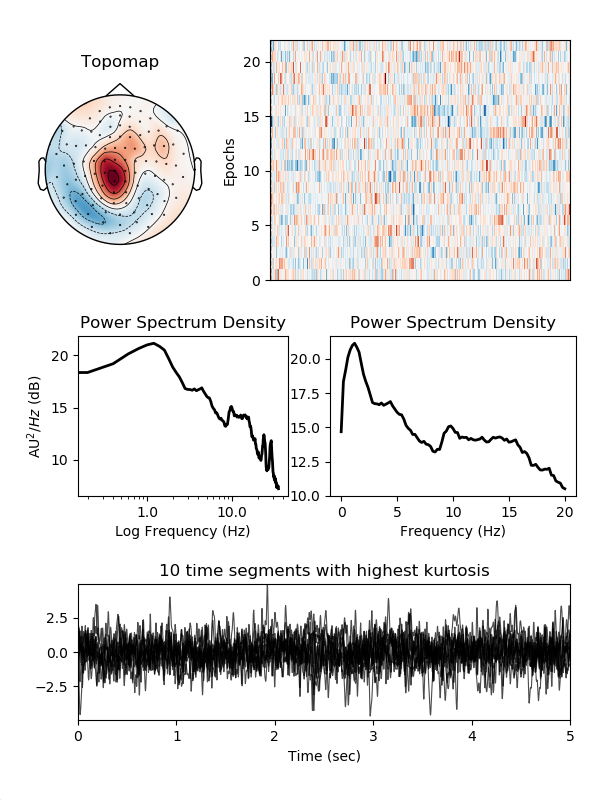 Topomap
Epochs
20
15
10
5
0
Power Spectrum Density
AU²/Hz (dB)
20
15
10
1.0 10.0
Log Frequency (Hz)
Power Spectrum Density
20.0
17.5
15.0
12.5
10.0
0 5 10 15 20
Frequency (Hz)
10 time segments with highest kurtosis
2.5
0.0
−2.5
0 1 2 3 4 5
Time (sec)